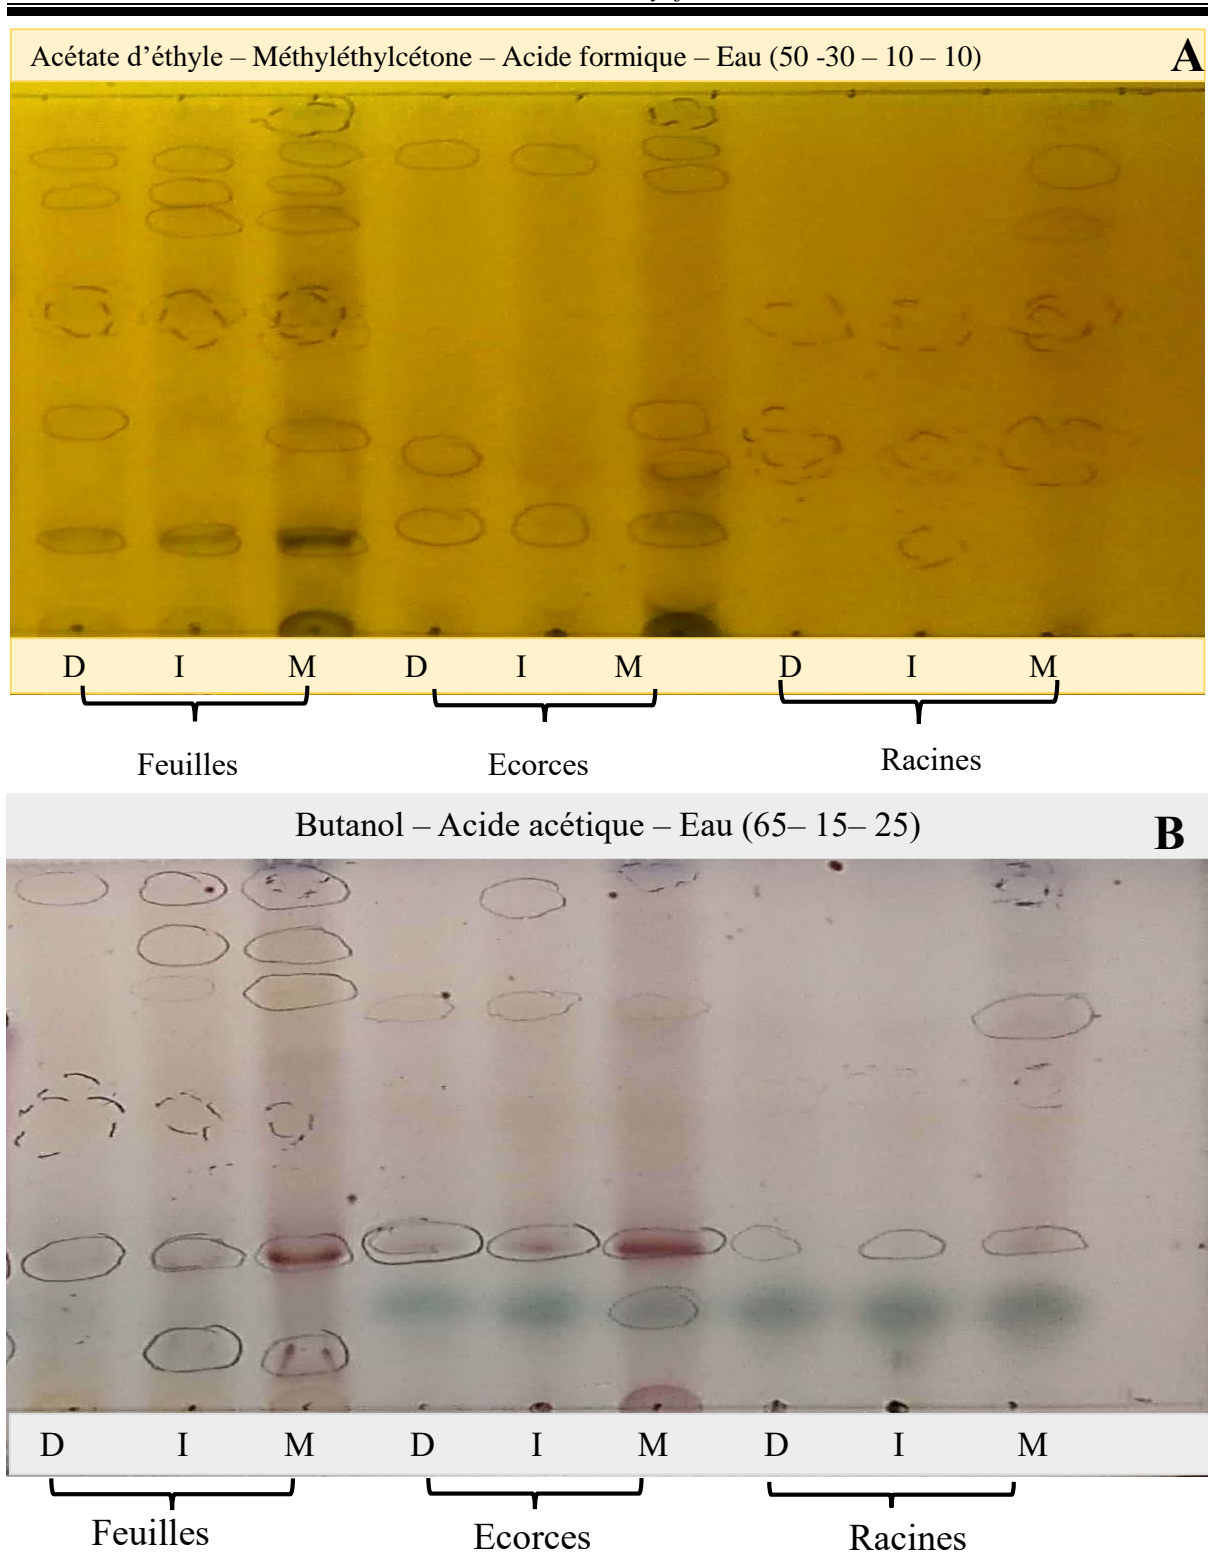 Acétate d’éthyle – Méthyléthylcétone – Acide formique – Eau (50 -30 – 10 – 10) A
D I M D I M D I M
Feuilles Ecorces Racines
Butanol – Acide acétique – Eau (65– 15– 25) B
D I M D I M D I M
Feuilles Ecorces Racines